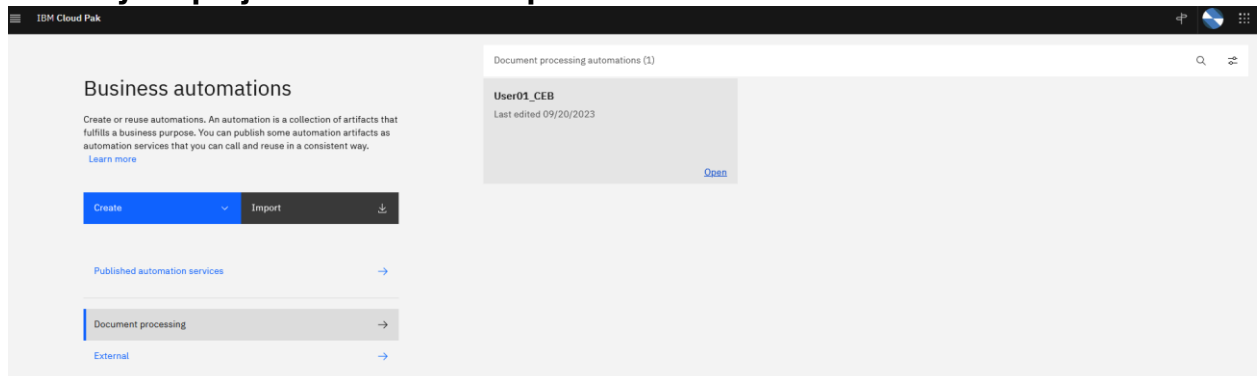 IBM Cloud Pak
Business automations
Create or reuse automations. An automation is a collection of artifacts that
fulfills a business purpose. You can publish some automation artifacts as
automation services that you can call and reuse in a consistent way.
Learn more
Create
Import
Published automation services
Document processing
External
Document processing automations (1)
User01_CEB
Last edited 09/20/2023
Open